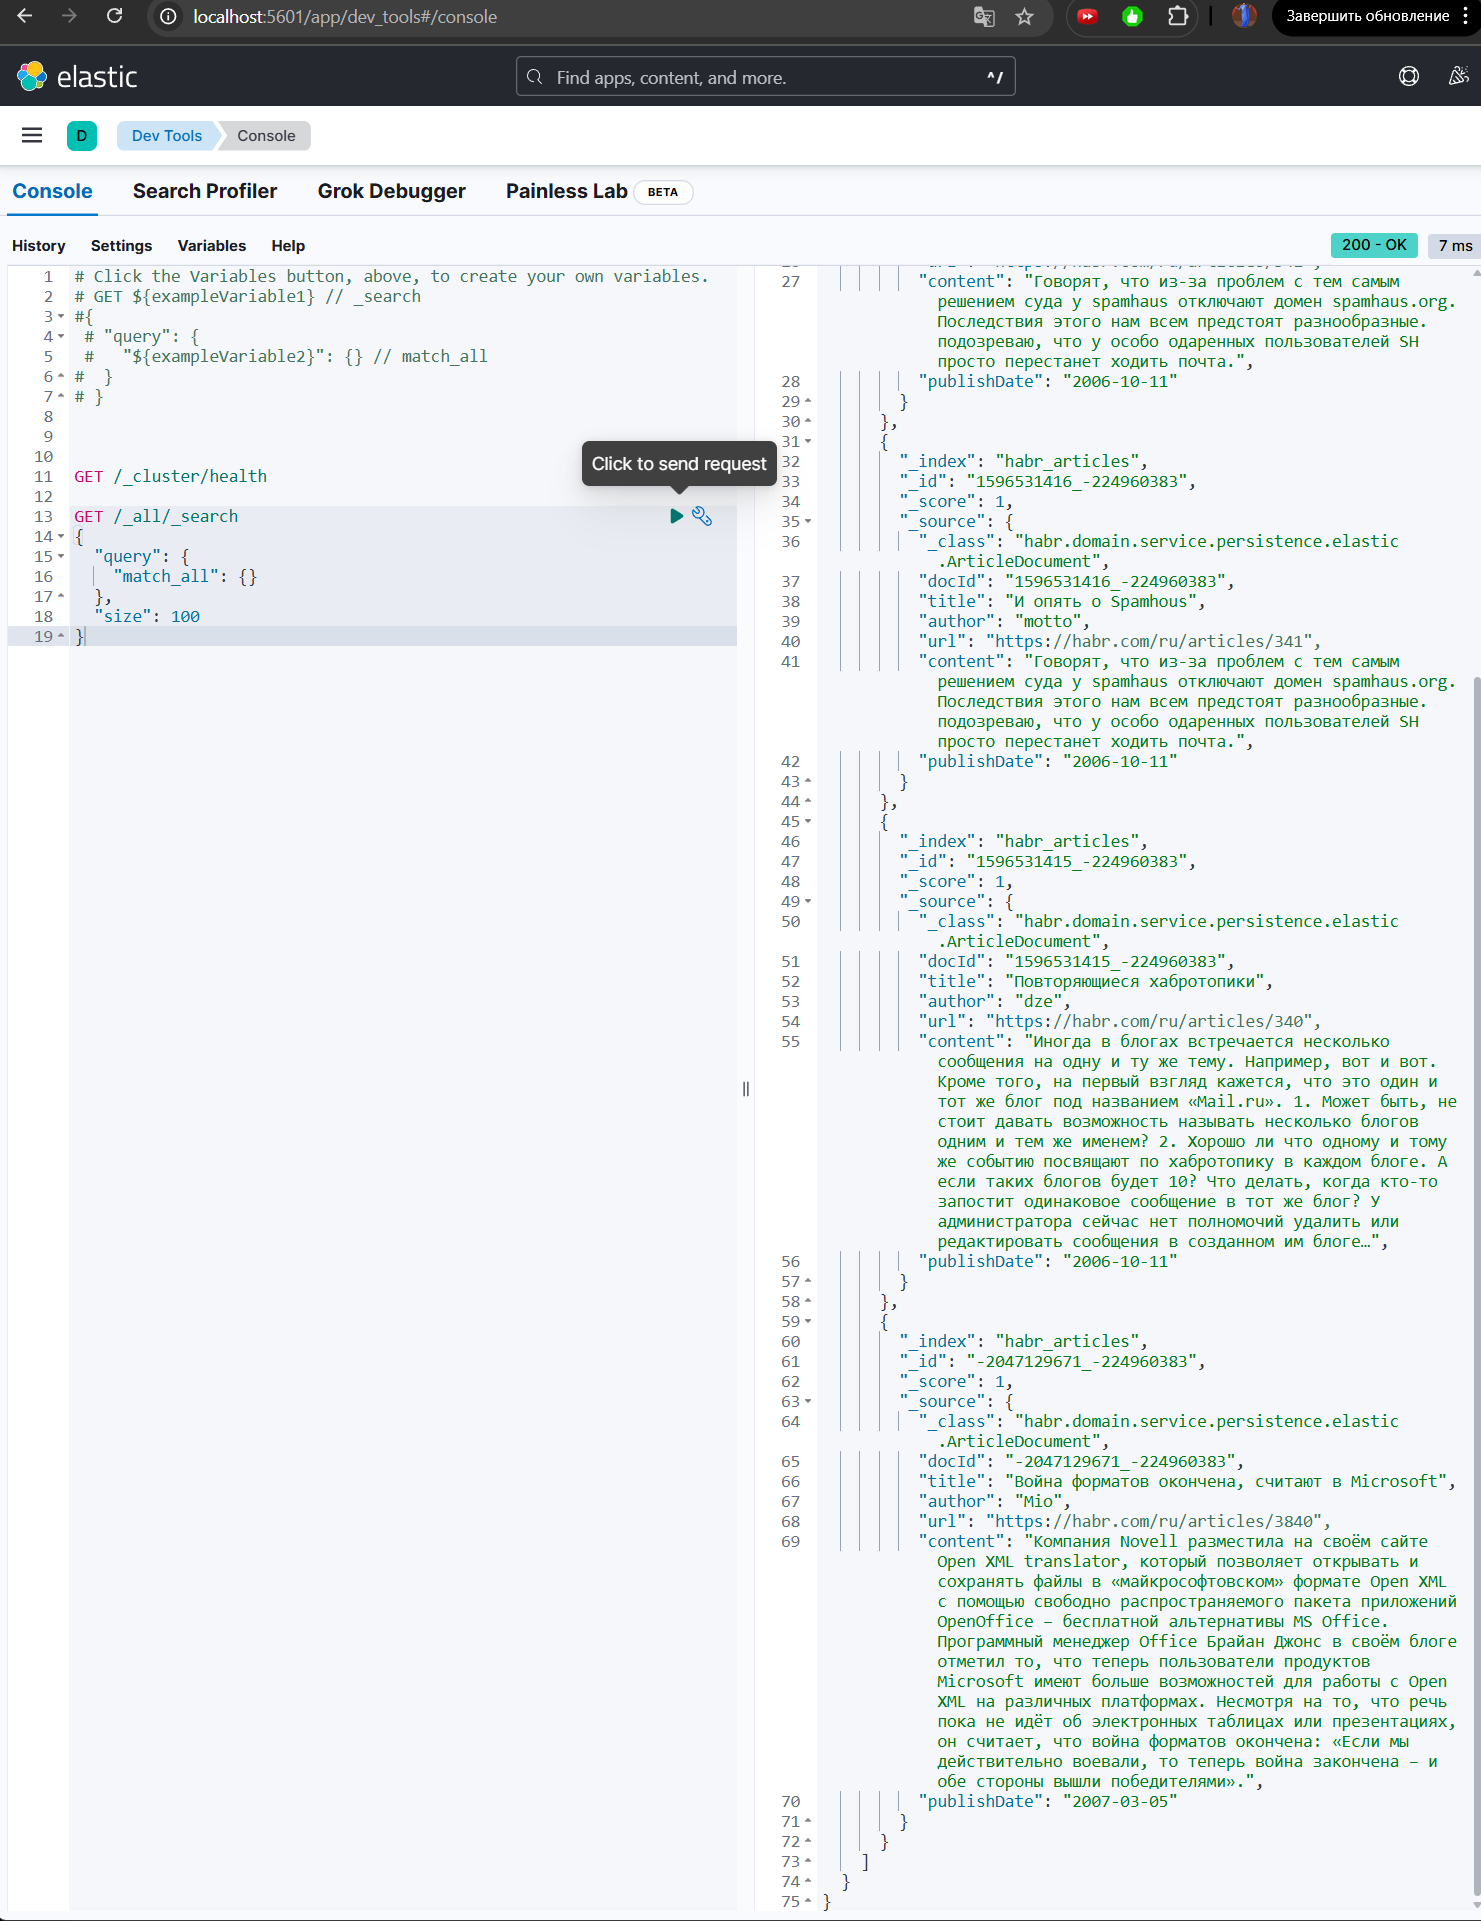 localhost:5601/app/dev_tools#/console
Завершить обновление
elastic
Find apps, content, and more.
^/
D
Dev Tools
Console
Console
Search Profiler
Grok Debugger
Painless Lab
BETA
History
Settings
Variables
Help
200 - OK
7 ms
1 # Click the Variables button, above, to create your own variables.
2 # GET ${exampleVariable1} // _search
3 #{
4 # "query": {
5 #   "${exampleVariable2}": {} // match_all
6 #  }
7 # }
8
9
10
11 GET /_cluster/health
12
13 GET /_all/_search
14 {
15 "query": {
16 "match_all": {}
17 },
18 "size": 100
19 }
Click to send request
27 "content": "Говорят, что из-за проблем с тем самым
решением суда у spamhaus отключают домен spamhaus.org.
Последствия этого нам всем предстоят разнообразные.
подозреваю, что у особо одаренных пользователей SH
просто перестанет ходить почта.",
28 "publishDate": "2006-10-11"
29 }
30 },
31 {
32 "_index": "habr_articles",
33 "_id": "1596531416_-224960383",
34 "_score": 1,
35 "_source": {
36 "_class": "habr.domain.service.persistence.elastic
.ArticleDocument",
37 "docId": "1596531416_-224960383",
38 "title": "И опять о Spamhous",
39 "author": "motto",
40 "url": "https://habr.com/ru/articles/341",
41 "content": "Говорят, что из-за проблем с тем самым
решением суда у spamhaus отключают домен spamhaus.org.
Последствия этого нам всем предстоят разнообразные.
подозреваю, что у особо одаренных пользователей SH
просто перестанет ходить почта.",
42 "publishDate": "2006-10-11"
43 }
44 },
45 {
46 "_index": "habr_articles",
47 "_id": "1596531415_-224960383",
48 "_score": 1,
49 "_source": {
50 "_class": "habr.domain.service.persistence.elastic
.ArticleDocument",
51 "docId": "1596531415_-224960383",
52 "title": "Повторяющиеся хабротопики",
53 "author": "dze",
54 "url": "https://habr.com/ru/articles/340",
55 "content": "Иногда в блогах встречается несколько
сообщения на одну и ту же тему. Например, вот и вот.
Кроме того, на первый взгляд кажется, что это один и
тот же блог под названием «Mail.ru». 1. Может быть, не
стоит давать возможность называть несколько блогов
одним и тем же именем? 2. Хорошо ли что одному и тому
же событию посвящают по хабротопику в каждом блоге. А
если таких блогов будет 10? Что делать, когда кто-то
запостит одинаковое сообщение в тот же блог? У
администратора сейчас нет полномочий удалить или
редактировать сообщения в созданном им блоге…",
56 "publishDate": "2006-10-11"
57 }
58 },
59 {
60 "_index": "habr_articles",
61 "_id": "-2047129671_-224960383",
62 "_score": 1,
63 "_source": {
64 "_class": "habr.domain.service.persistence.elastic
.ArticleDocument",
65 "docId": "-2047129671_-224960383",
66 "title": "Война форматов окончена, считают в Microsoft",
67 "author": "Mio",
68 "url": "https://habr.com/ru/articles/3840",
69 "content": "Компания Novell разместила на своём сайте
Open XML translator, который позволяет открывать и
сохранять файлы в «майкрософтовском» формате Open XML
с помощью свободно распространяемого пакета приложений
OpenOffice — бесплатной альтернативы MS Office.
Программный менеджер Office Брайан Джонс в своём блоге
отметил то, что теперь пользователи продуктов
Microsoft имеют больше возможностей для работы с Open
XML на различных платформах. Несмотря на то, что речь
пока не идёт об электронных таблицах или презентациях,
он считает, что война форматов окончена: «Если мы
действительно воевали, то теперь война закончена — и
обе стороны вышли победителями».",
70 "publishDate": "2007-03-05"
71 }
72 }
73 ]
74 }
75 }